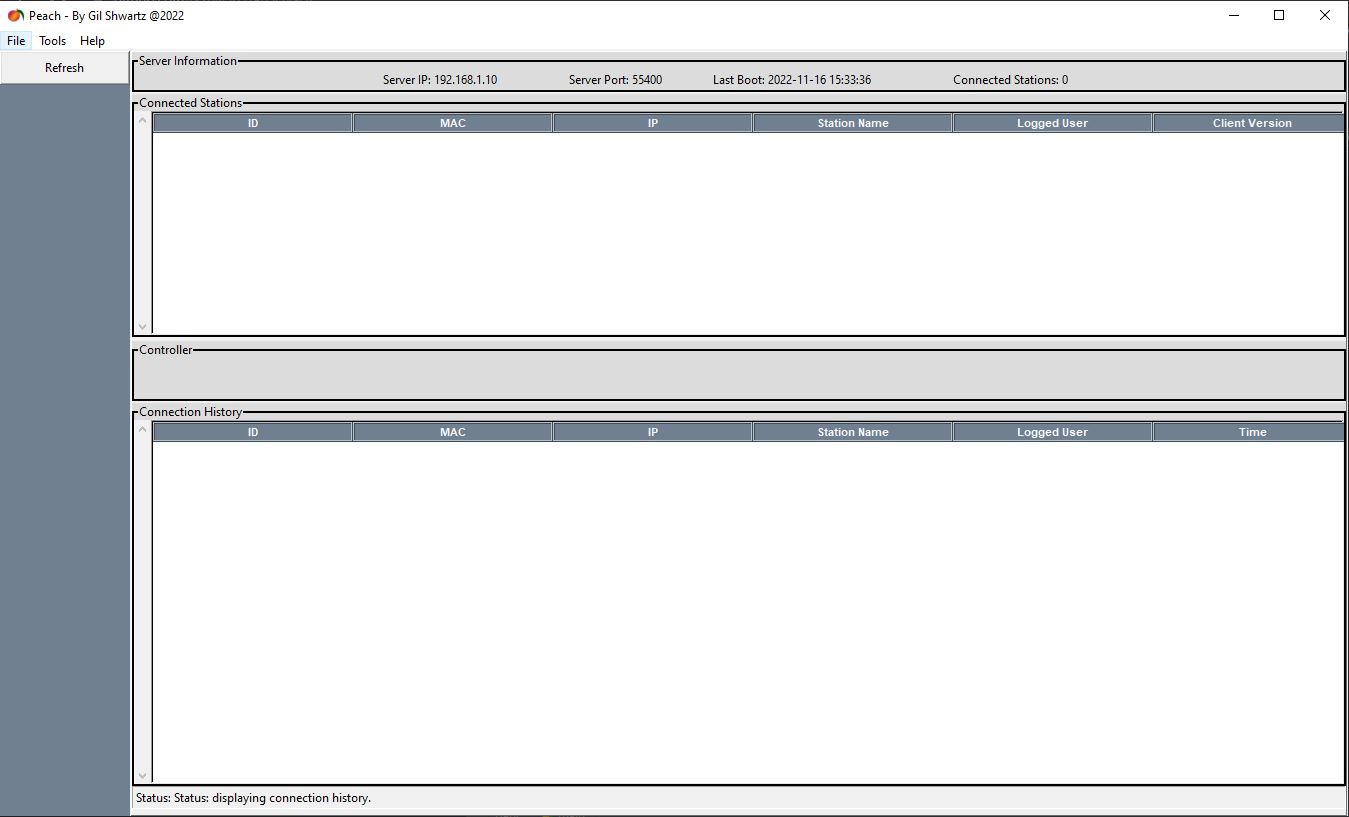 Peach - By Gil Shwartz @2022
File Tools Help
Refresh
Server Information
Server IP: 192.168.1.10 Server Port: 55400 Last Boot: 2022-11-16 15:33:36 Connected Stations: 0
Connected Stations
ID MAC IP Station Name Logged User Client Version
Controller
Connection History
ID MAC IP Station Name Logged User Time
Status: Status: displaying connection history.